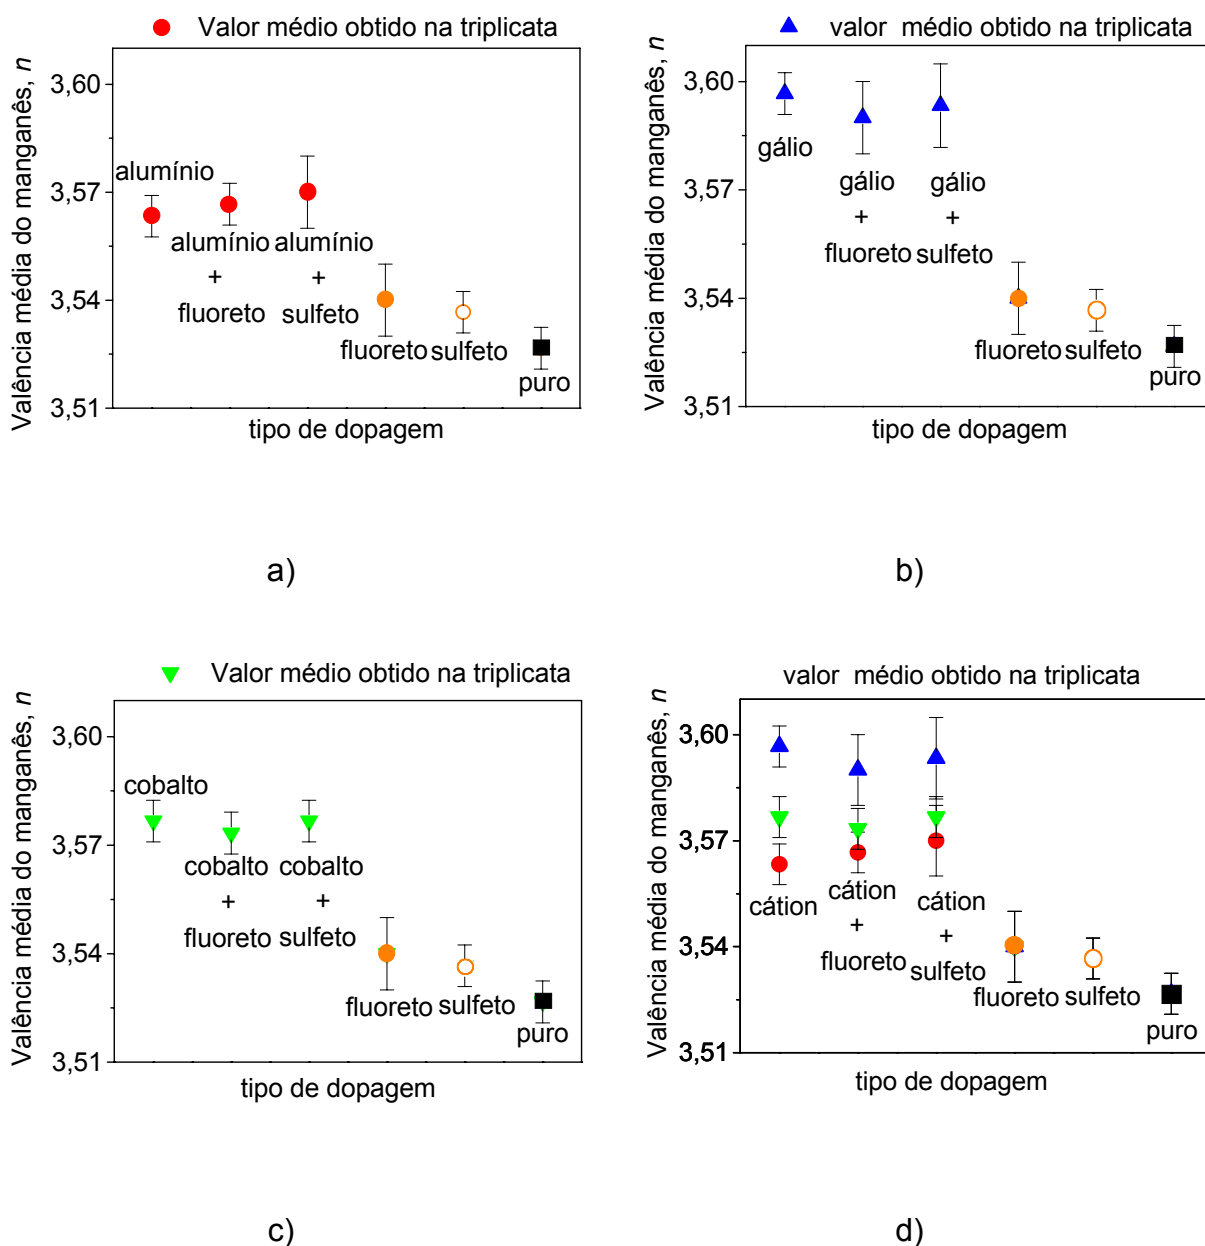 Valor médio obtido na triplicata
Valência média do manganês, n
3,60
3,57
3,54
3,51
alumínio
alumínio
+
fluoreto
alumínio
+
sulfeto
fluoreto
sulfeto
puro
tipo de dopagem
a)
valor médio obtido na triplicata
Valência média do manganês, n
3,60
3,57
3,54
3,51
gálio
gálio
+
fluoreto
gálio
+
sulfeto
fluoreto
sulfeto
puro
tipo de dopagem
b)
Valor médio obtido na triplicata
Valência média do manganês, n
3,60
3,57
3,54
3,51
cobalto
cobalto
+
fluoreto
cobalto
+
sulfeto
fluoreto
sulfeto
puro
tipo de dopagem
c)
valor médio obtido na triplicata
Valência média do manganês, n
3,60
3,57
3,54
3,51
cátion
cátion
+
fluoreto
cátion
+
sulfeto
fluoreto
sulfeto
puro
tipo de dopagem
d)